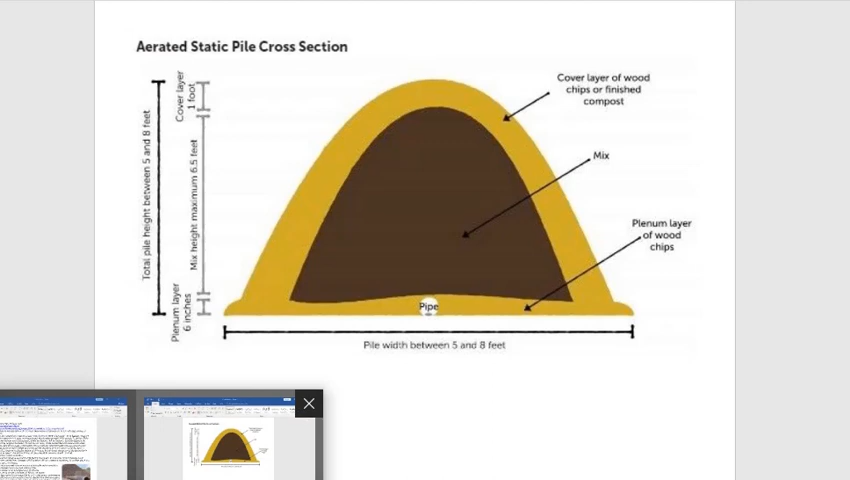 Aerated Static Pile Cross Section
Total pile height between 5 and 8 feet
Cover layer
1 foot
Mix height maximum 6.5 feet
Plenum layer
6 inches
Cover layer of wood
chips or finished
compost
Mix
Plenum layer
of wood
chips
Pipe
Pile width between 5 and 8 feet